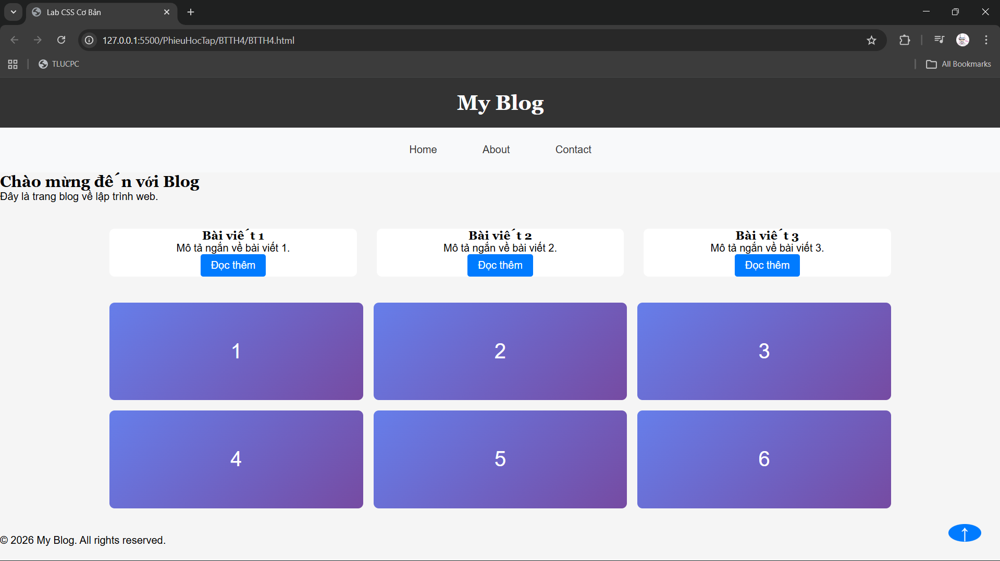 Lab CSS Cơ Bản
127.0.0.1:5500/PhieuHocTap/BTTH4/BTTH4.html
TLUCPC
All Bookmarks
My Blog
Home About Contact
Chào mừng đến với Blog
Đây là trang blog về lập trình web.
Bài viết 1
Mô tả ngắn về bài viết 1.
Đọc thêm
Bài viết 2
Mô tả ngắn về bài viết 2.
Đọc thêm
Bài viết 3
Mô tả ngắn về bài viết 3.
Đọc thêm
1
2
3
4
5
6
© 2026 My Blog. All rights reserved.
↑